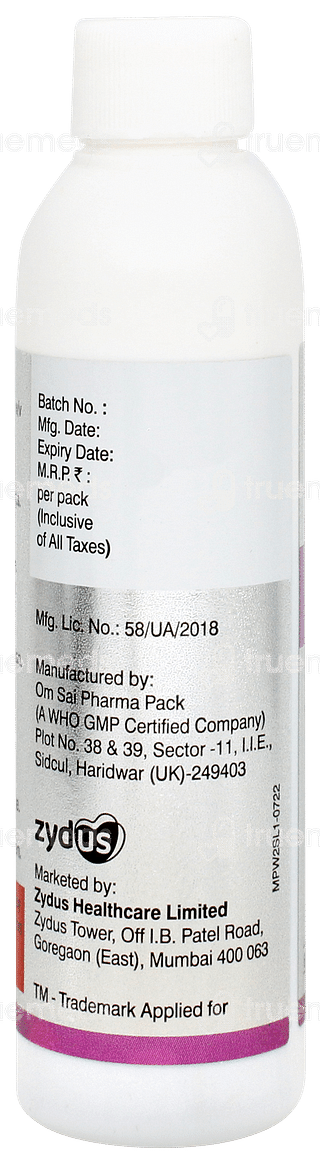 Batch No. :
Mfg. Date:
Expiry Date:
M.R.P. ₹ :
per pack
(Inclusive
of All Taxes)
Mfg. Lic. No.: 58/UA/2018
Manufactured by:
Om Sai Pharma Pack
(A WHO GMP Certified Company)
Plot No. 38 & 39, Sector -11, I.I.E.,
Sidcul, Haridwar (UK)-249403
MPW2SL1-0722
zydus
Marketed by:
Zydus Healthcare Limited
Zydus Tower, Off I.B. Patel Road,
Goregaon (East), Mumbai 400 063
TM - Trademark Applied for